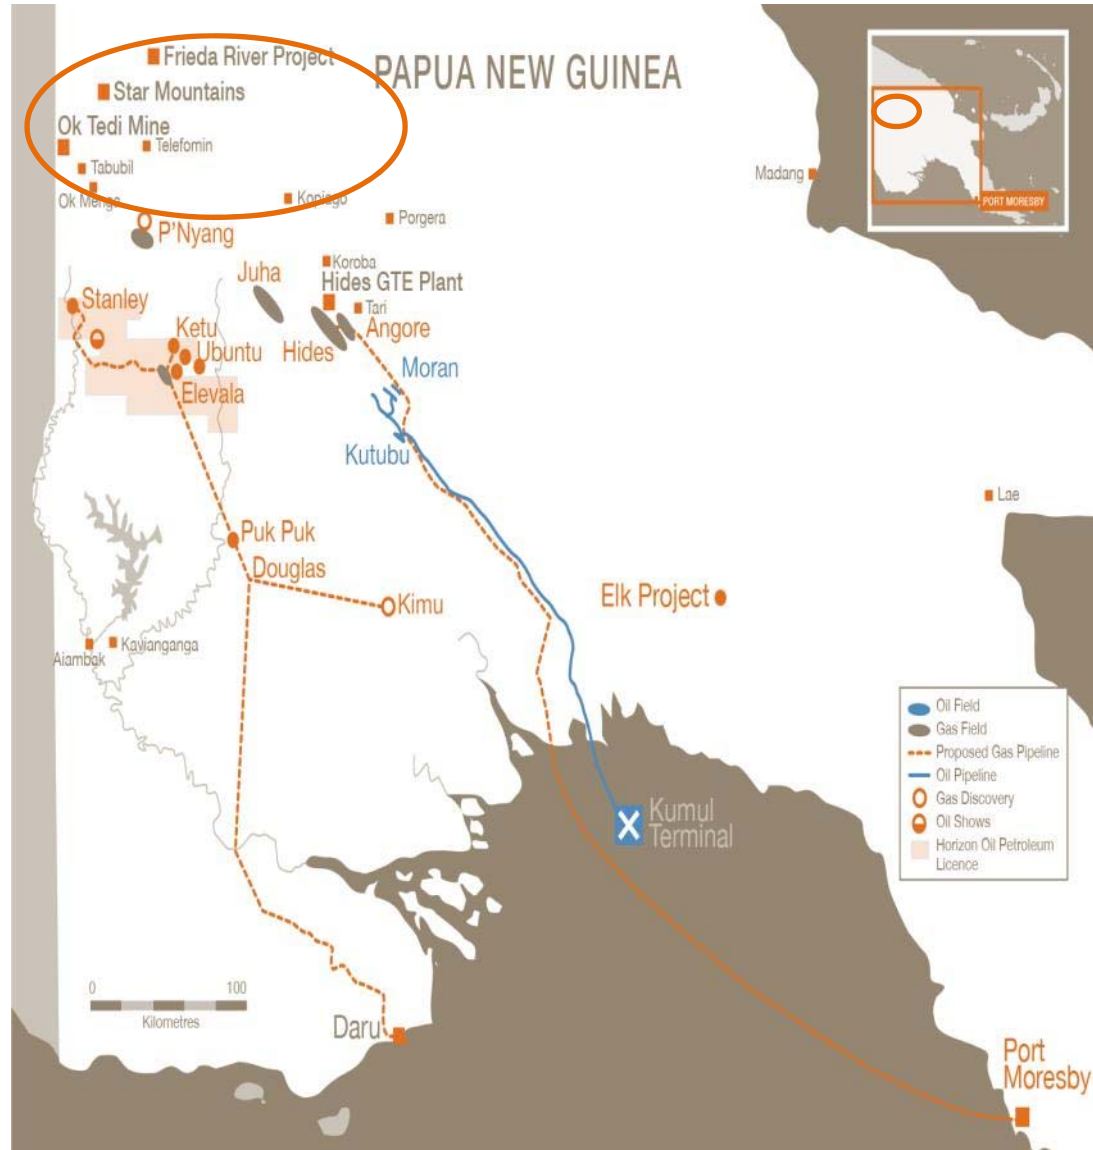 Frieda River Project
PAPUA NEW GUINEA
Star Mountains
Ok Tedi Mine
Telefomin
Tabubil
Ok Menga
Kopiago
Madang
PORT MORESBY
Porgera
P'Nyang
Koroba
Juha
Hides GTE Plant
Stanley
Tari
Ketu
Angore
Ubuntu
Hides
Moran
Elevala
Kutubu
Lae
Puk Puk
Douglas
Elk Project
Kimu
Kavianganga
Aiambak
Oil Field
Gas Field
Proposed Gas Pipeline
Oil Pipeline
Gas Discovery
Oil Shows
Horizon Oil Petroleum
Licence
Kumul
Terminal
0 100
Kilometres
Daru
Port
Moresby